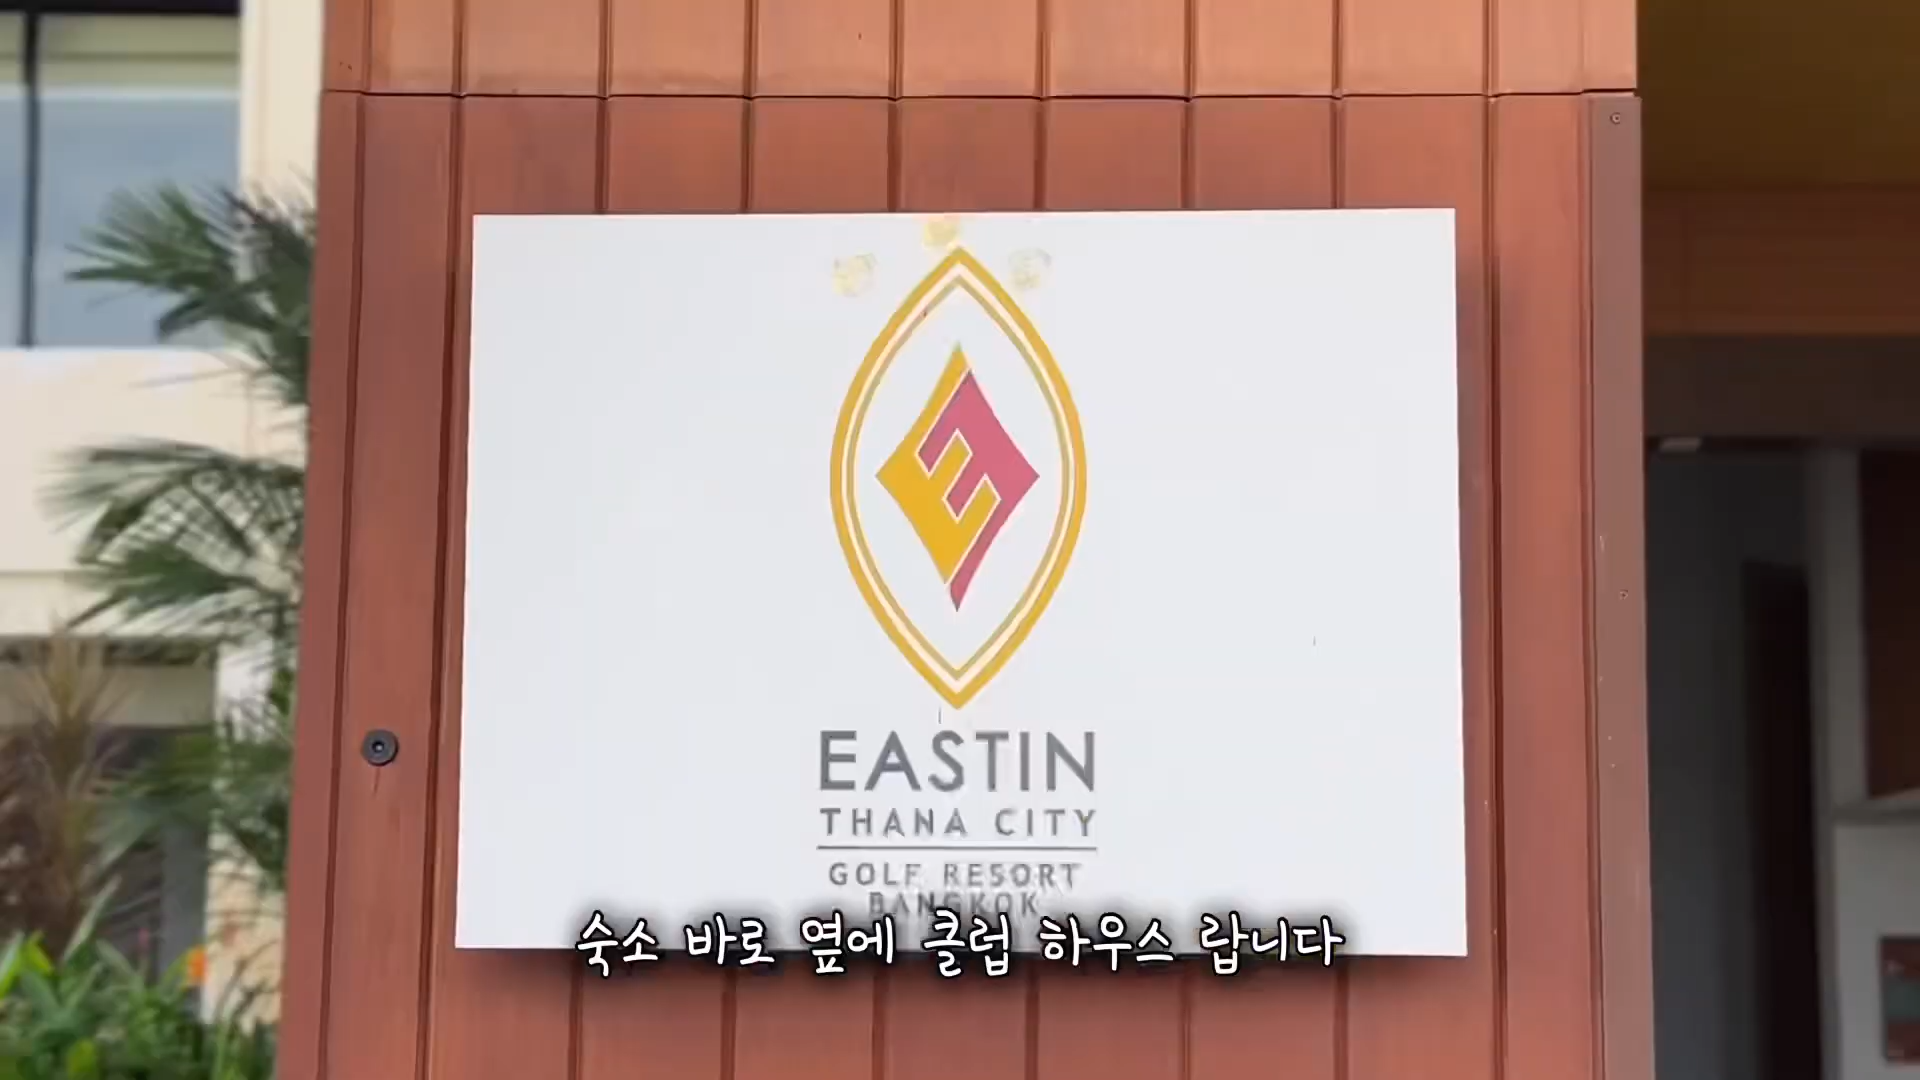 EASTIN
THANA CITY
GOLF RESORT
BANGKOK
숙소 바로 옆에 클럽 하우스 랍니다